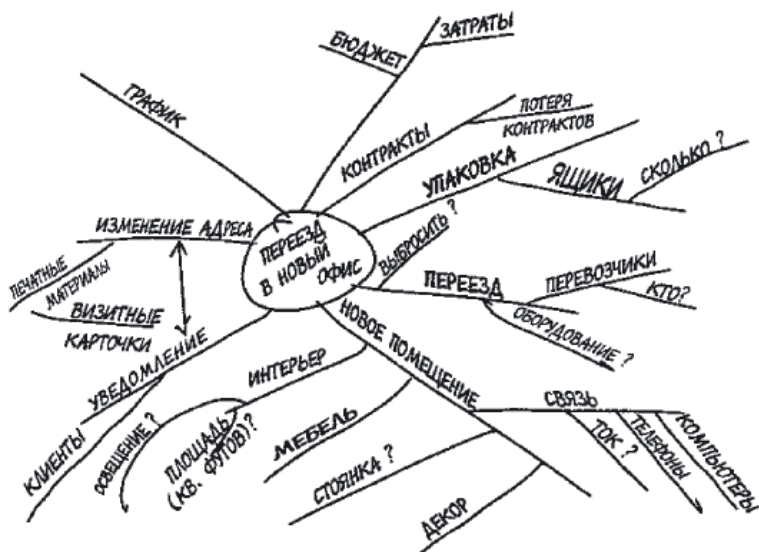 ПЕРЕЕЗД
В НОВЫЙ
ОФИС
ГРАФИК
БЮДЖЕТ
ЗАТРАТЫ
КОНТРАКТЫ
ПОТЕРЯ
КОНТРАКТОВ
УПАКОВКА
ЯЩИКИ
СКОЛЬКО?
ВЫБРОСИТЬ?
ПЕРЕЕЗД
ПЕРЕВОЗЧИКИ
КТО?
ОБОРУДОВАНИЕ?
НОВОЕ ПОМЕЩЕНИЕ
СВЯЗЬ
ТОК?
ТЕЛЕФОНЫ
КОМПЬЮТЕРЫ
ДЕКОР
СТОЯНКА?
МЕБЕЛЬ
ИНТЕРЬЕР
ПЛОЩАДЬ
(КВ. ФУТОВ)?
ОСВЕЩЕНИЕ?
УВЕДОМЛЕНИЕ
КЛИЕНТЫ
ИЗМЕНЕНИЕ АДРЕСА
ПЕЧАТНЫЕ
МАТЕРИАЛЫ
ВИЗИТНЫЕ
КАРТОЧКИ